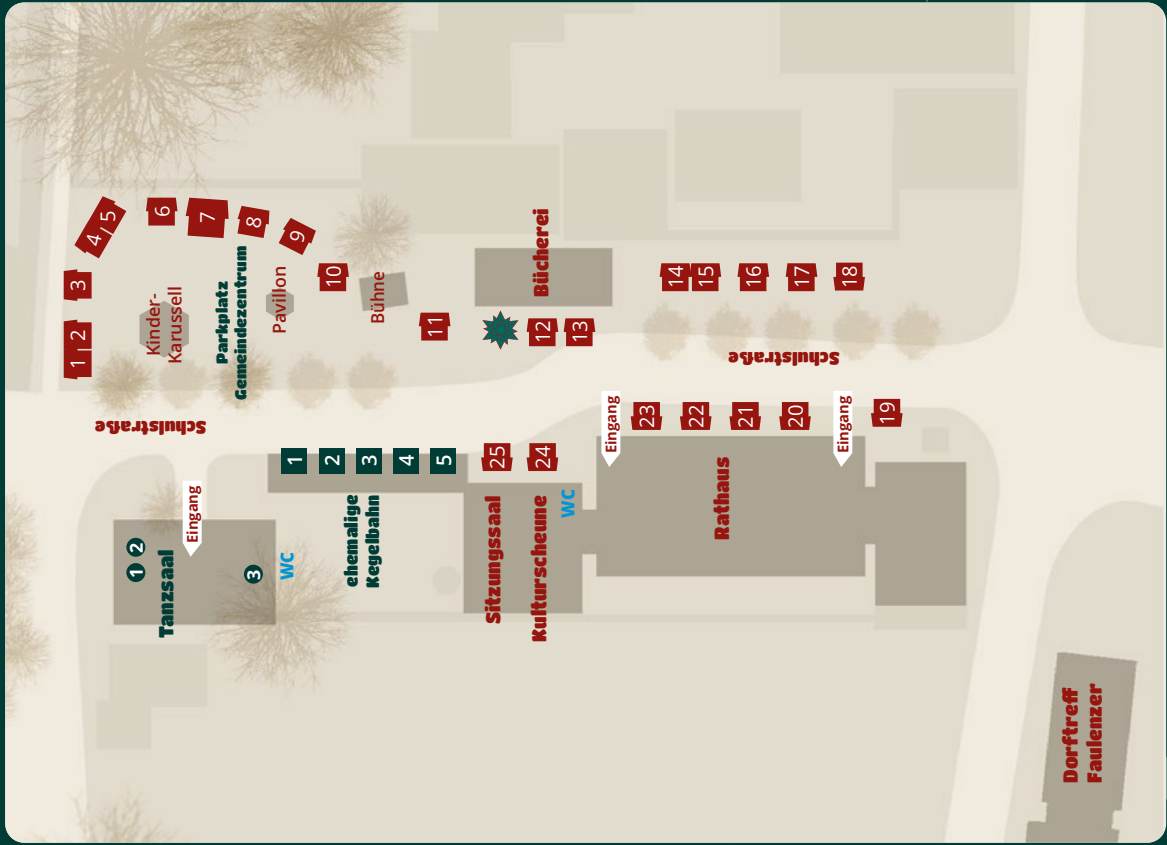 4/5
6
7
8
9
10
3
1|2
Kinder-
Karussell
Parkplatz
Gemeindezentrum
Pavillon
Bühne
11
Bücherei
12
13
14
15
16
17
18
Schulstraße
Schulstraße
Eingang
23
22
21
20
Eingang
19
1
2
3
4
5
25
24
Eingang
1
2
3
Tanzsaal
WC
ehemalige
Kegelbahn
Sitzungssaal
Kulturscheune
WC
Rathaus
Dorftreff
Faulenzer